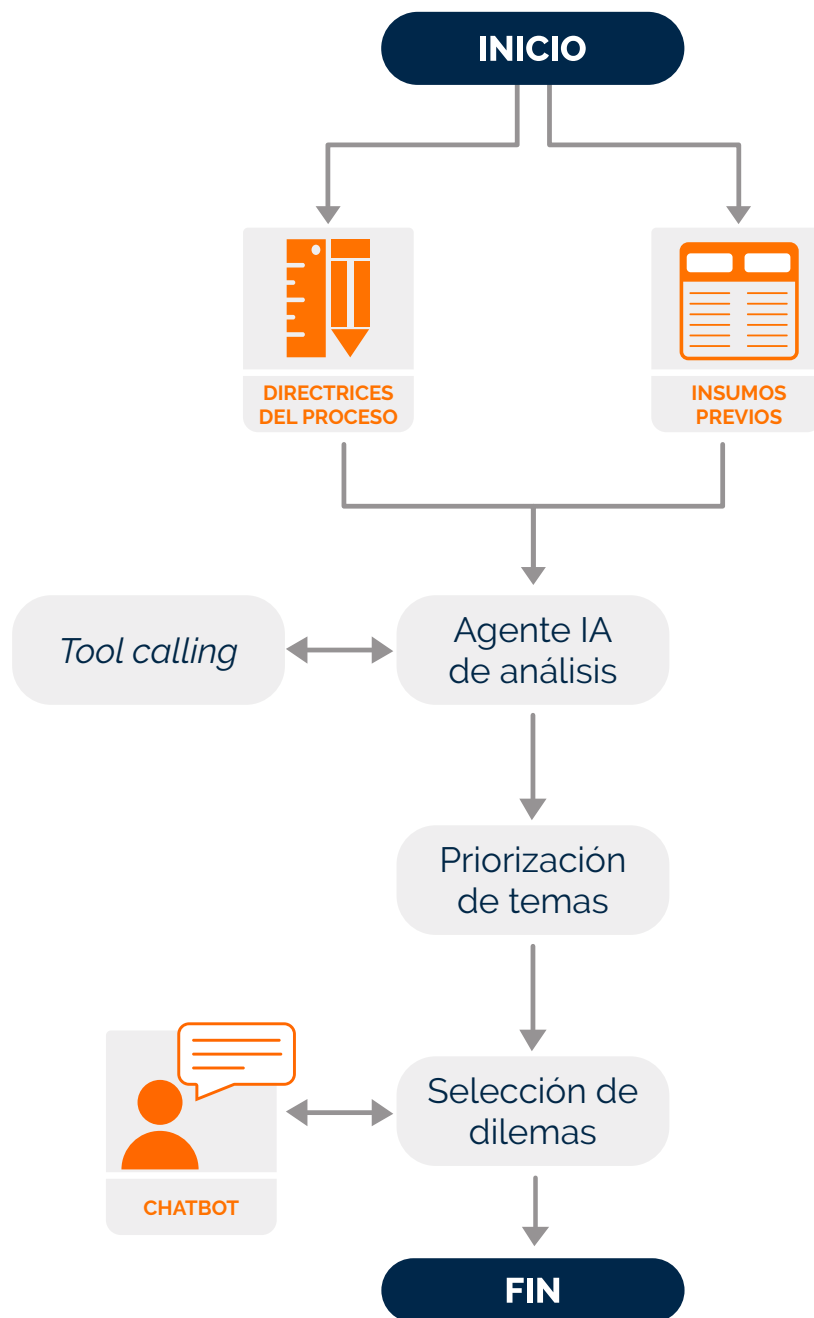 INICIO
DIRECTRICES
DEL PROCESO
INSUMOS
PREVIOS
Tool calling
Agente IA
de análisis
Priorización
de temas
Selección de
dilemas
CHATBOT
FIN